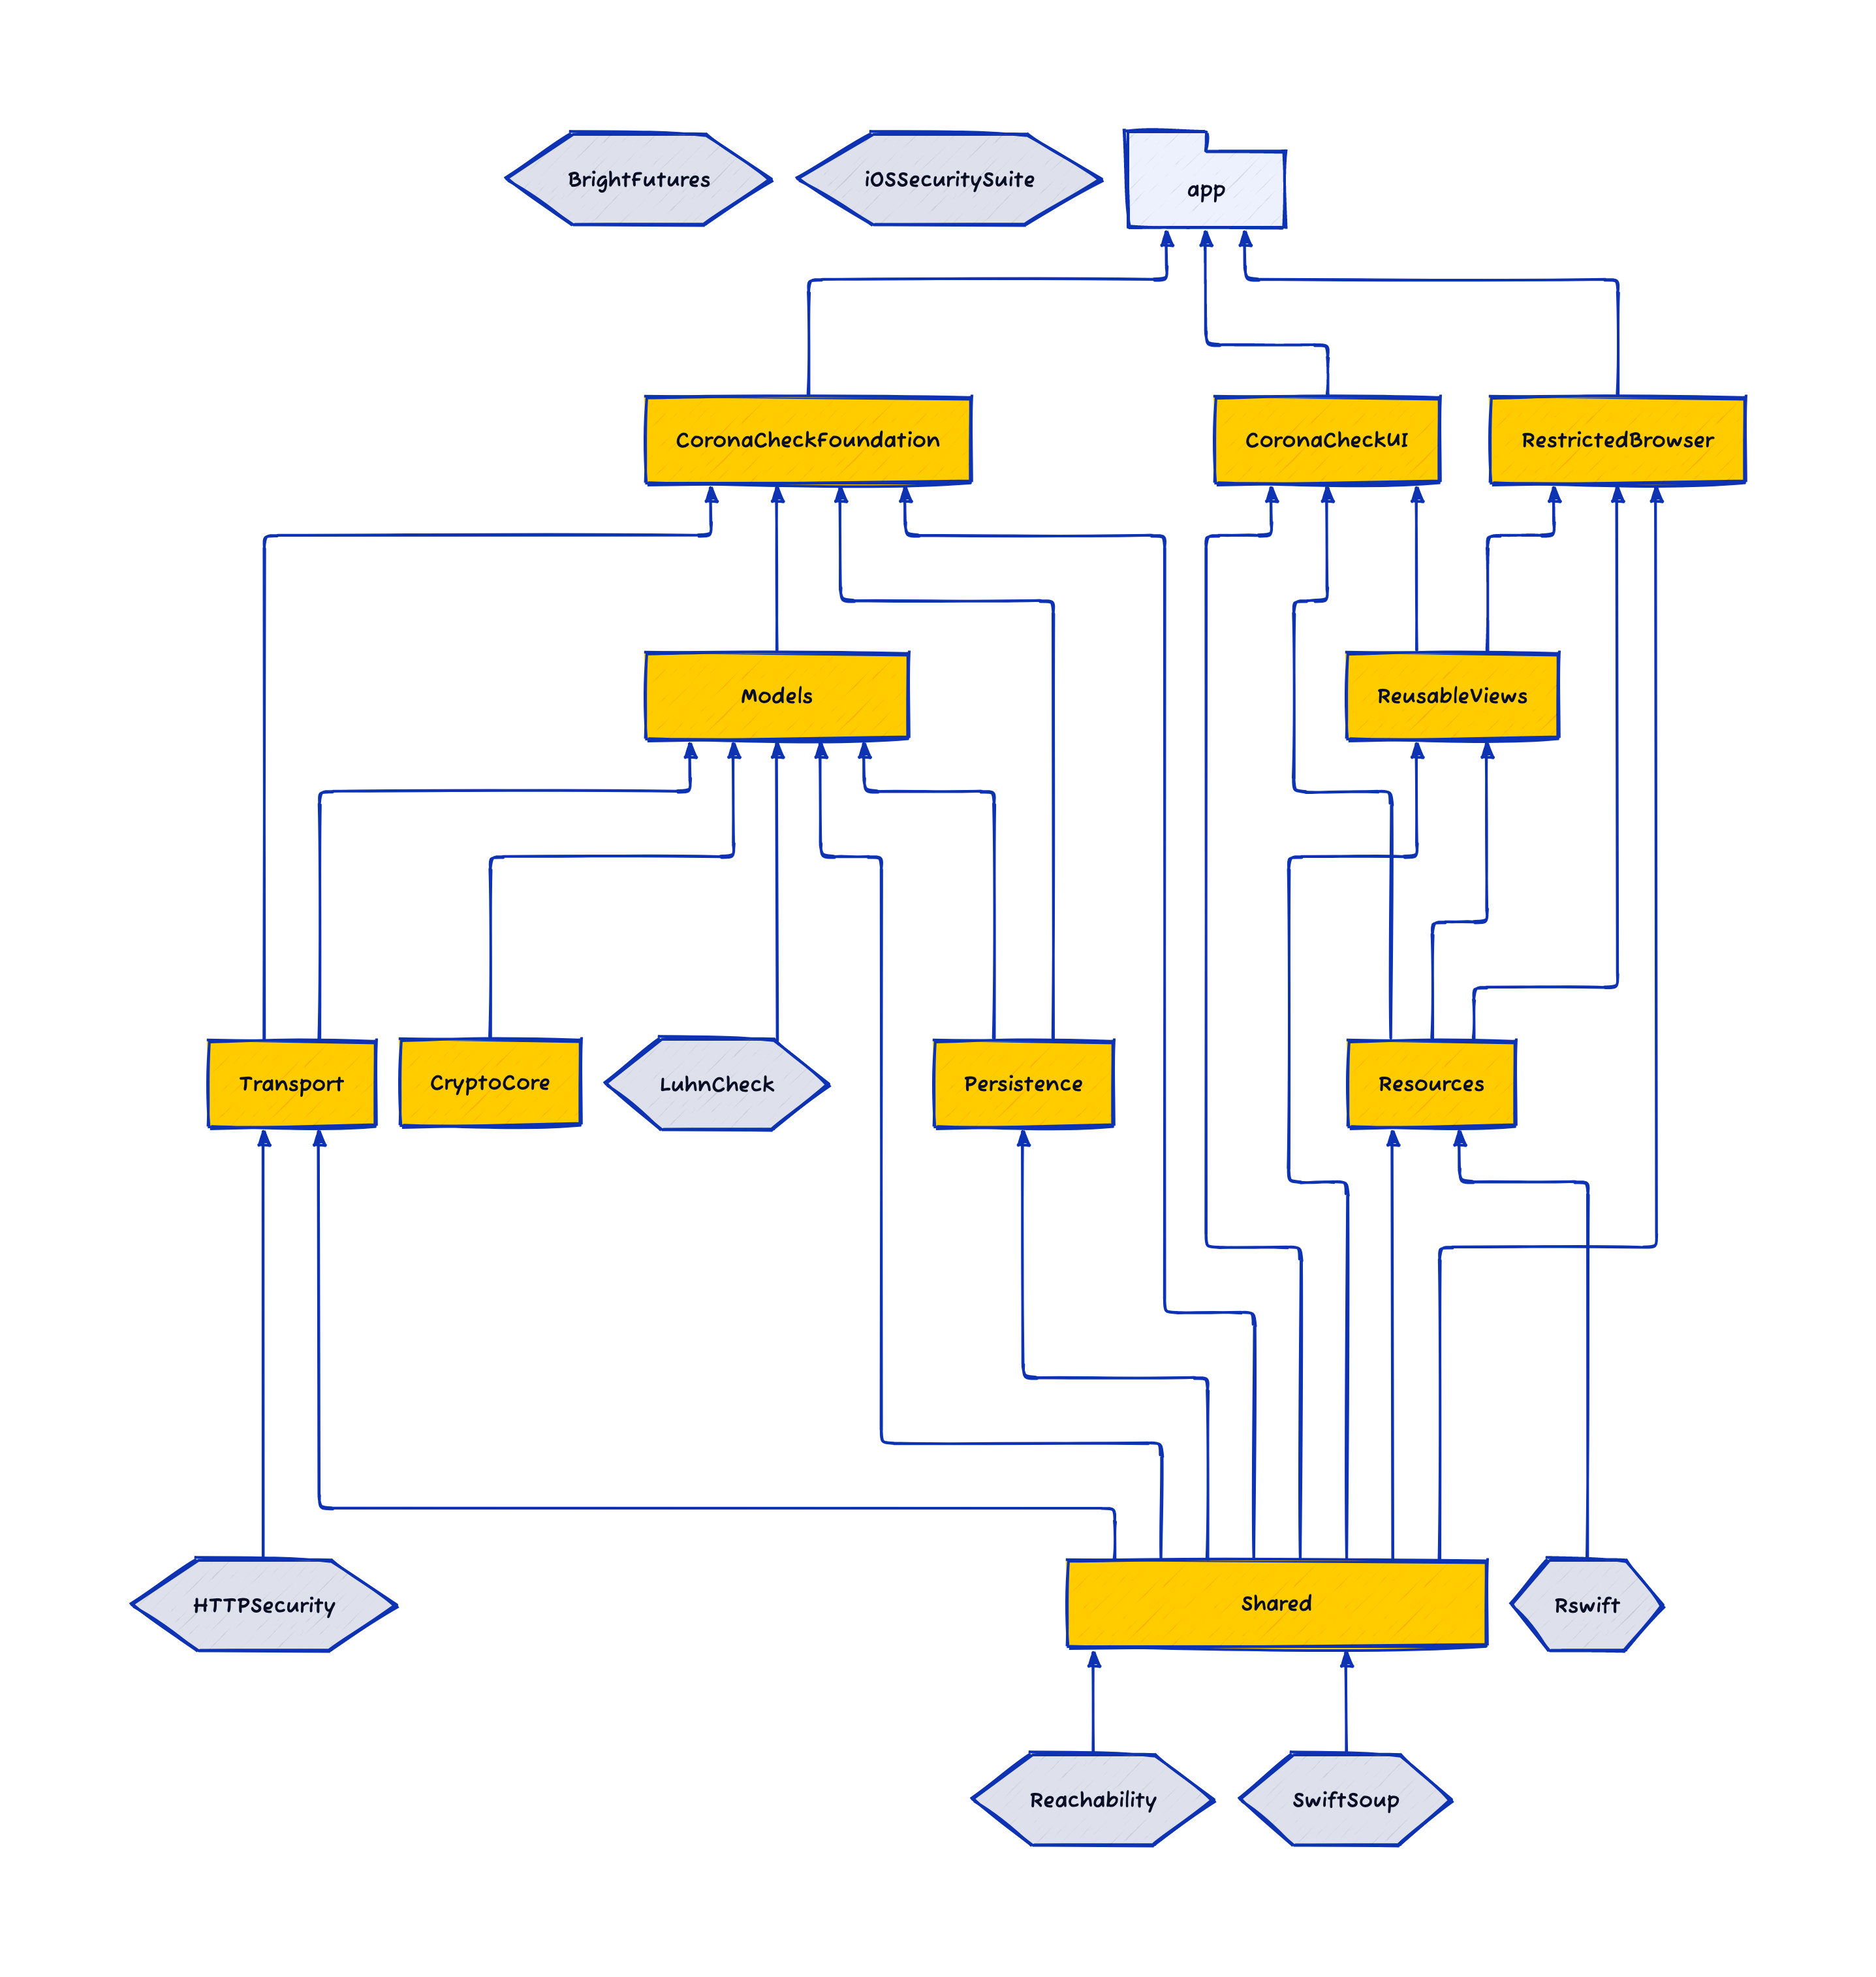 BrightFutures
iOSSecuritySuite
app
CoronaCheckFoundation
CoronaCheckUI
RestrictedBrowser
Models
ReusableViews
Transport
CryptoCore
LuhnCheck
Persistence
Resources
HTTPSecurity
Shared
Rswift
Reachability
SwiftSoup